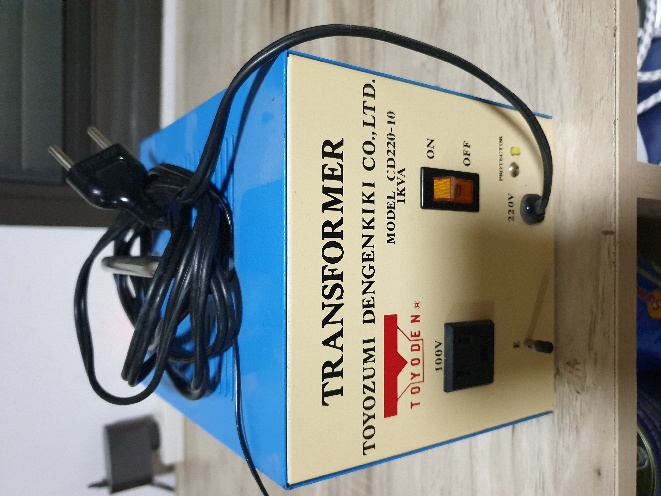 TRANSFORMER
TOYOZUMI DENGENKIKI CO.,LTD.
MODEL CD220-10
1KVA
TOYODEN®
100V
ON
OFF
PROTECTOR
220V
E